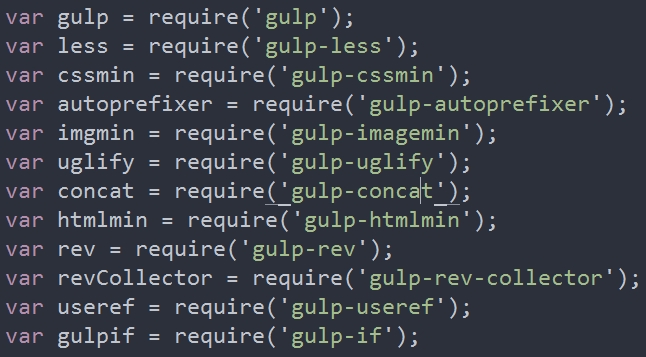 var gulp = require('gulp');
var less = require('gulp-less');
var cssmin = require('gulp-cssmin');
var autoprefixer = require('gulp-autoprefixer');
var imgmin = require('gulp-imagemin');
var uglify = require('gulp-uglify');
var concat = require('gulp-concat');
var htmlmin = require('gulp-htmlmin');
var rev = require('gulp-rev');
var revCollector = require('gulp-rev-collector');
var useref = require('gulp-useref');
var gulpif = require('gulp-if');